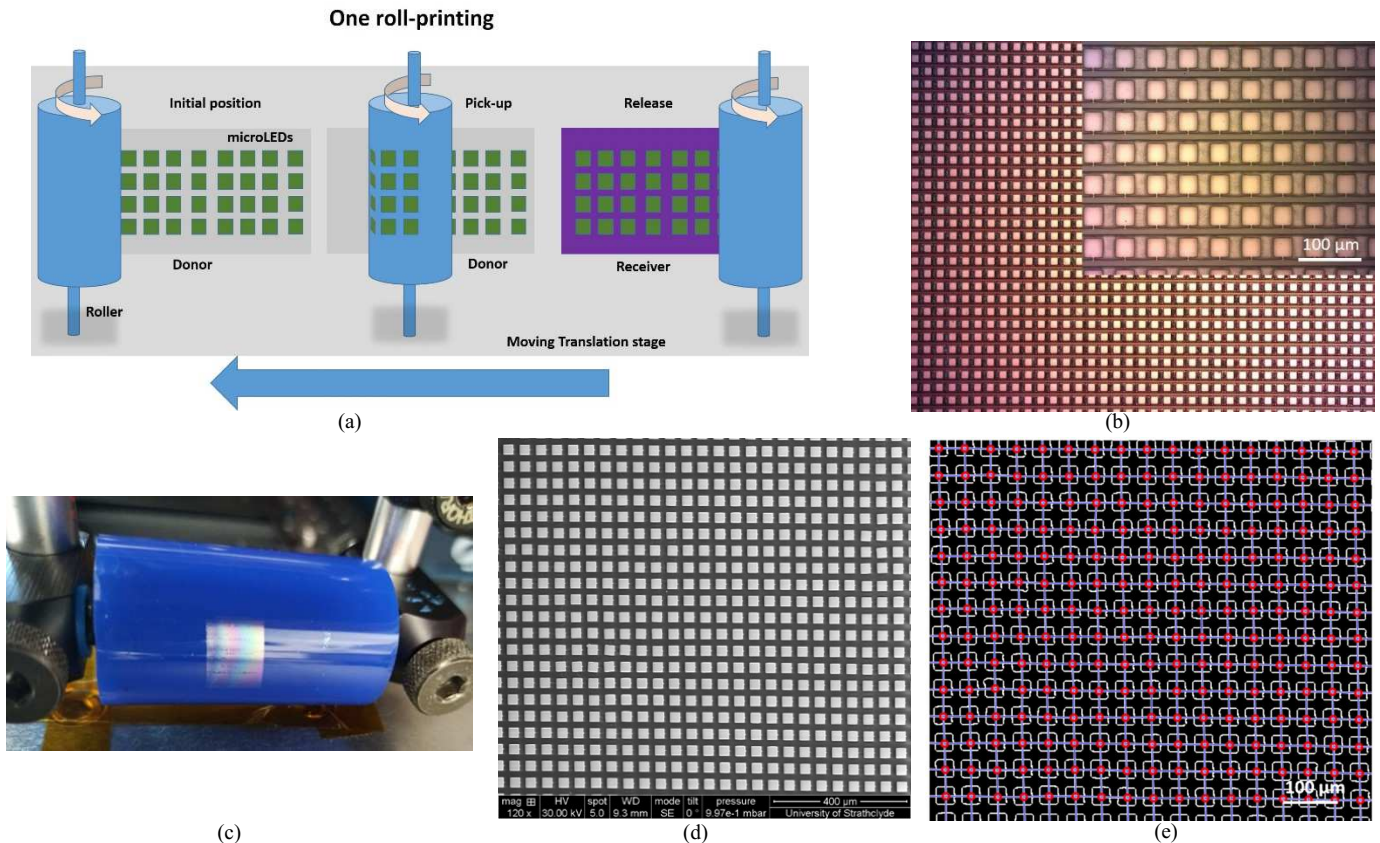 One roll-printing
Initial position
Pick-up
Release
microLEDs
Donor
Donor
Receiver
Roller
Moving Translation stage
(a)
100 µm
(b)
(c)
mag HV spot WD mode tilt pressure 400 µm
120 x 30.00 kV 5.0 9.3 mm SE 0 ° 9.97e-1 mbar University of Strathclyde
(d)
100 µm
(e)